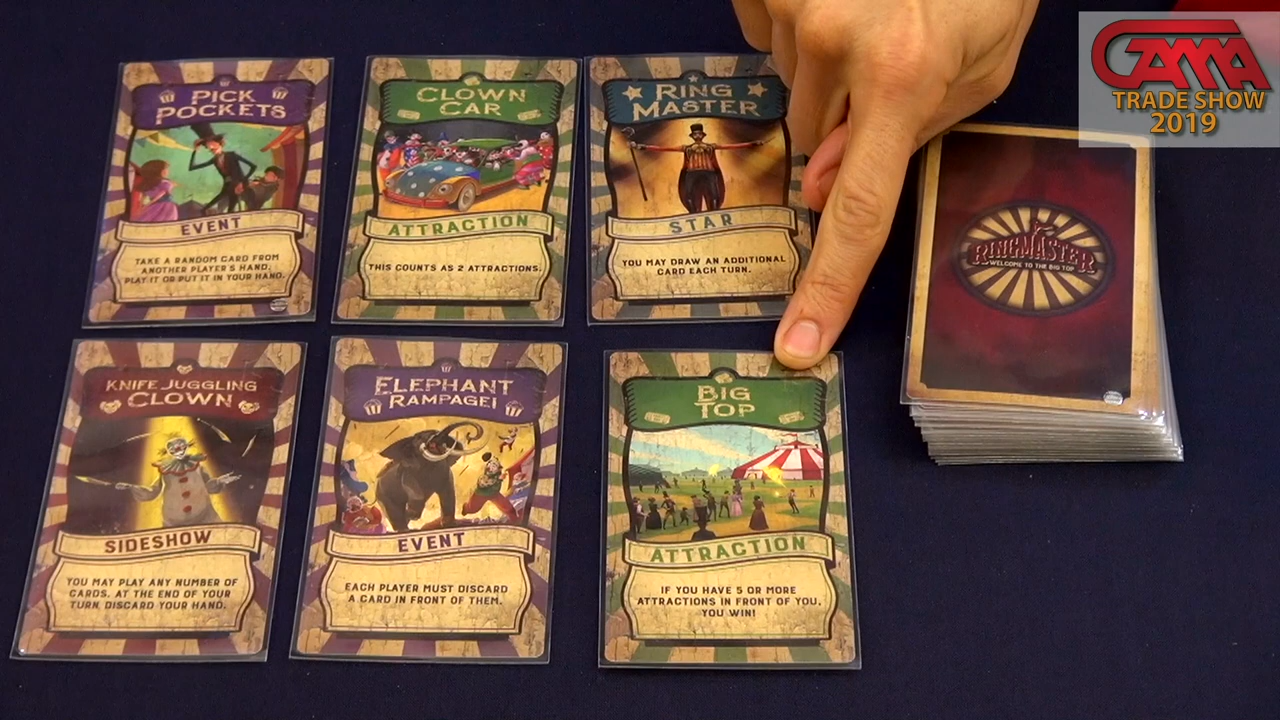 PICK
POCKETS
EVENT
TAKE A RANDOM CARD FROM
ANOTHER PLAYER'S HAND.
PLAY IT OR PUT IT IN YOUR HAND.
CLOWN
CAR
ATTRACTION
THIS COUNTS AS 2 ATTRACTIONS.
RING
MASTER
STAR
YOU MAY DRAW AN ADDITIONAL
CARD EACH TURN.
GAMA
TRADE SHOW
2019
RINGMASTER
WELCOME TO THE BIG TOP
KNIFE JUGGLING
CLOWN
SIDESHOW
YOU MAY PLAY ANY NUMBER OF
CARDS. AT THE END OF YOUR
TURN, DISCARD YOUR HAND.
ELEPHANT
RAMPAGE!
EVENT
EACH PLAYER MUST DISCARD
A CARD IN FRONT OF THEM.
BIG
TOP
ATTRACTION
IF YOU HAVE 5 OR MORE
ATTRACTIONS IN FRONT OF YOU,
YOU WIN!